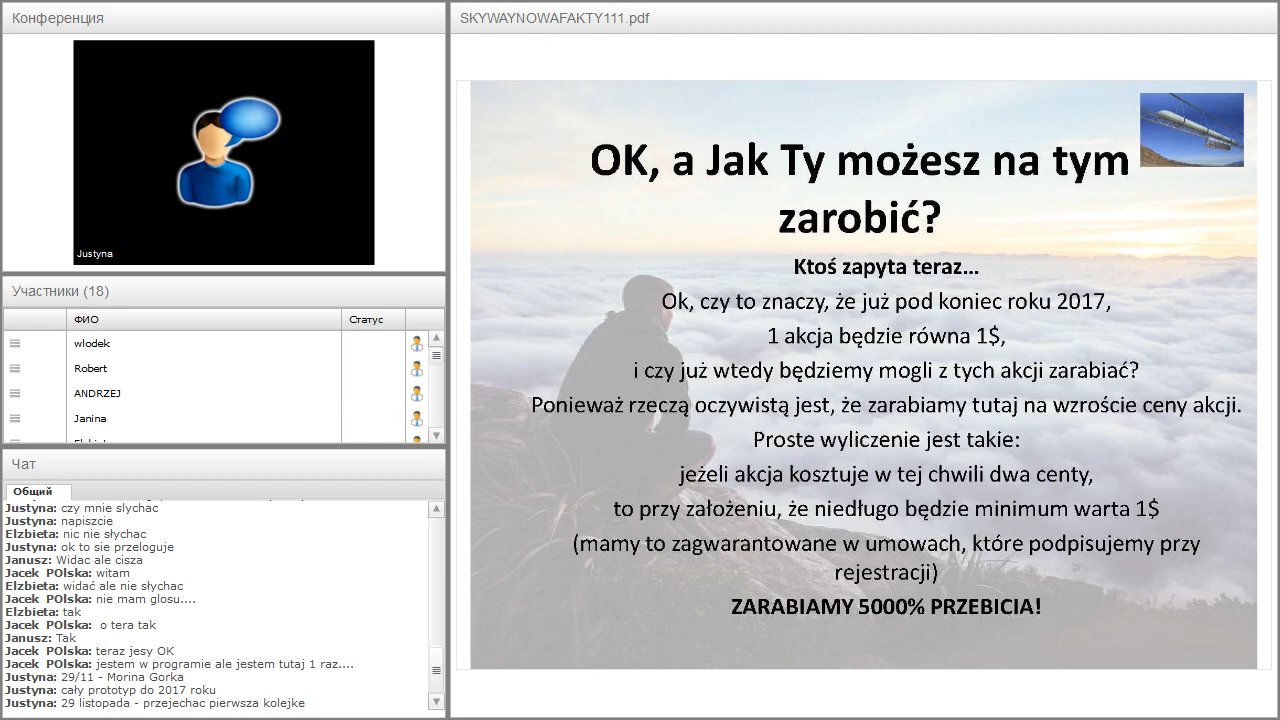 Конференция
Justyna
Участники (18)
ФИО
Статус
wlodek
Robert
ANDRZEJ
Janina
Чат
Общий
Justyna: czy mnie slychac
Justyna: napiszcie
Elzbieta: nic nie słychac
Justyna: ok to sie przeloguje
Janusz: Widac ale cisza
Jacek POlska: witam
Elzbieta: widać ale nie słychac
Jacek POlska: nie mam glosu....
Elzbieta: tak
Jacek POlska: o tera tak
Janusz: Tak
Jacek POlska: teraz jesy OK
Jacek POlska: jestem w programie ale jestem tutaj 1 raz....
Justyna: 29/11 - Morina Gorka
Justyna: cały prototyp do 2017 roku
Justyna: 29 listopada - przepychac pierwsza kolejke
SKYWAYNOWAFAKTY111.pdf
OK, a Jak Ty możesz na tym
zarobić?
Ktoś zapyta teraz...
Ok, czy to znaczy, że już pod koniec roku 2017,
1 akcja będzie równa 1$,
i czy już wtedy będziemy mogli z tych akcji zarabiać?
Ponieważ rzeczą oczywistą jest, że zarabiamy tutaj na wzroście ceny akcji.
Proste wyliczenie jest takie:
jeżeli akcja kosztuje w tej chwili dwa centy,
to przy założeniu, że niedługo będzie minimum warta 1$
(mamy to zagwarantowane w umowach, które podpisujemy przy
rejestracji)
ZARABIAMY 5000% PRZEBICIA!